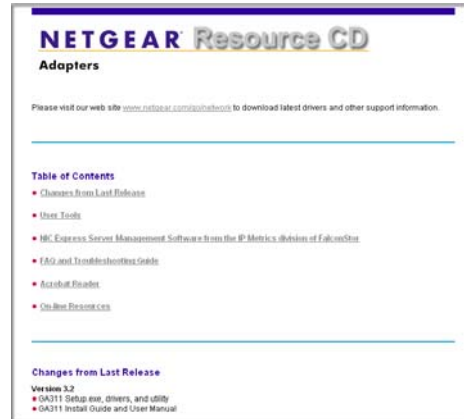 NETGEAR Resource CD
Adapters
Please visit our web site www.netgear.com/go/network to download latest drivers and other support information.
Table of Contents
Changes from Last Release
User Tools
NIC Express Server Management Software from the IP Metrics division of FalconStor
FAQ and Troubleshooting Guide
Acrobat Reader
On-line Resources
Changes from Last Release
Version 3.2
GA311 Setup.exe, drivers, and utility
GA311 Install Guide and User Manual